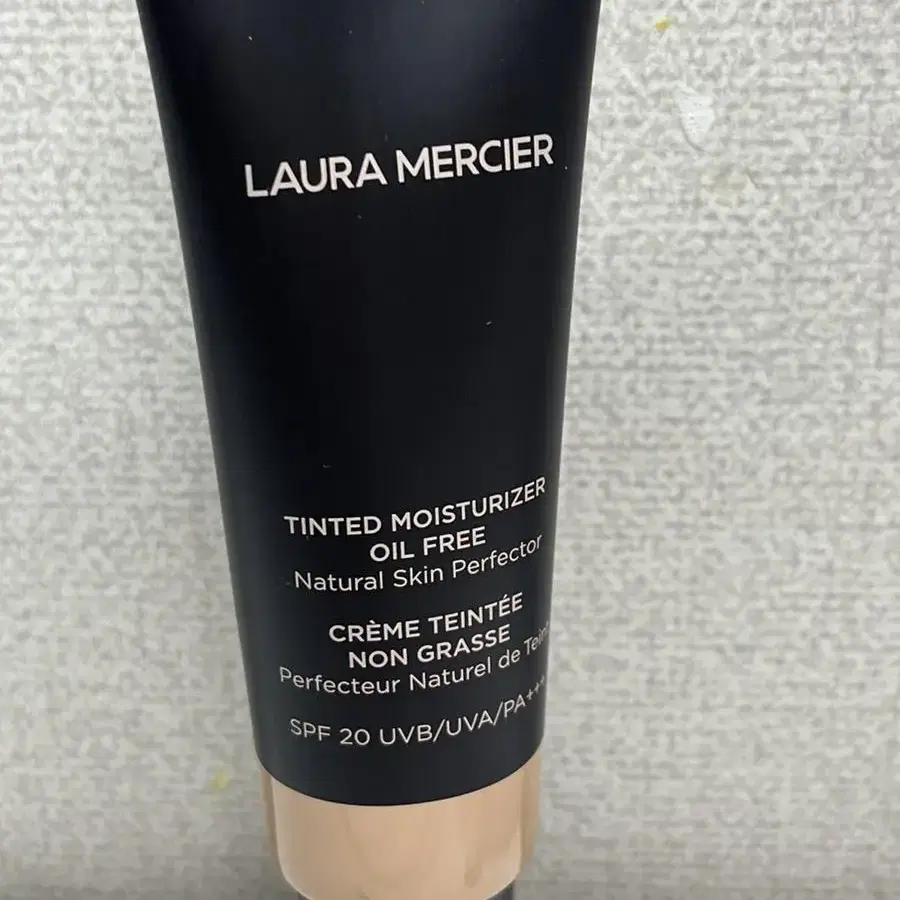 LAURA MERCIER
TINTED MOISTURIZER
OIL FREE
Natural Skin Perfector
CRÈME TEINTÉE
NON GRASSE
Perfecteur Naturel de Teint
SPF 20 UVB/UVA/PA+++